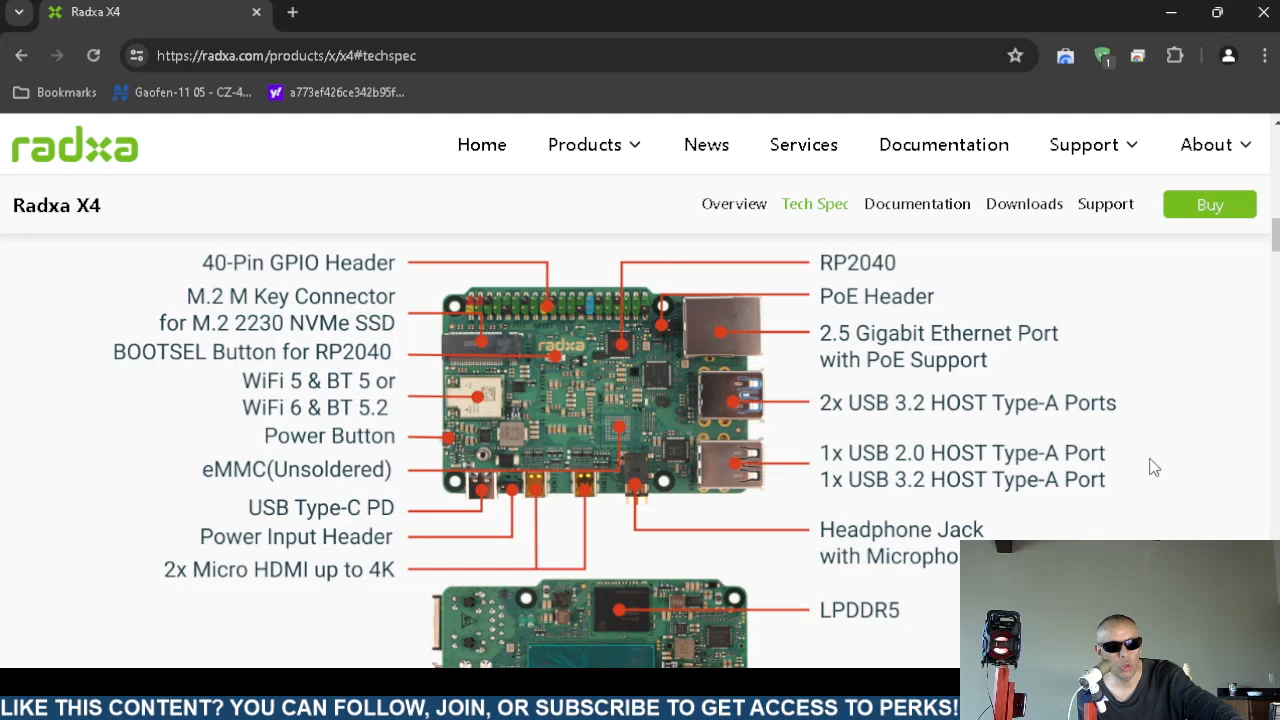 Radxa X4
https://radxa.com/products/x/x4#techspec
1
Bookmarks
Gaofen-11 05 - CZ-4...
a773ef426ce342b95f...
radxa
Home
Products
News
Services
Documentation
Support
About
Radxa X4
Overview
Tech Spec
Documentation
Downloads
Support
Buy
40-Pin GPIO Header
M.2 M Key Connector
for M.2 2230 NVMe SSD
BOOTSEL Button for RP2040
WiFi 5 & BT 5 or
WiFi 6 & BT 5.2
Power Button
eMMC(Unsoldered)
USB Type-C PD
Power Input Header
2x Micro HDMI up to 4K
radxa
RP2040
PoE Header
2.5 Gigabit Ethernet Port
with PoE Support
2x USB 3.2 HOST Type-A Ports
1x USB 2.0 HOST Type-A Port
1x USB 3.2 HOST Type-A Port
Headphone Jack
with Micropho
LPDDR5
LIKE THIS CONTENT? YOU CAN FOLLOW, JOIN, OR SUBSCRIBE TO GET ACCESS TO PERKS!